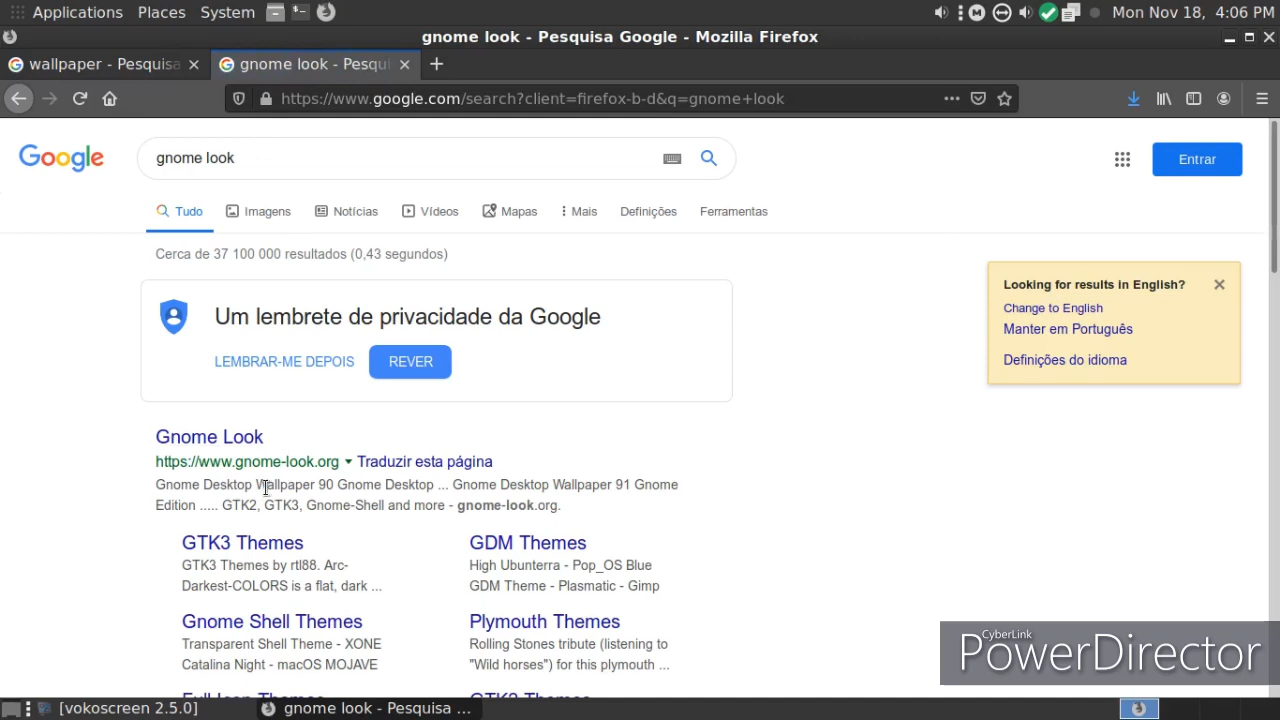 Applications Places System Mon Nov 18, 4:06 PM
gnome look - Pesquisa Google - Mozilla Firefox
wallpaper - Pesquisa gnome look - Pesqu
https://www.google.com/search?client=firefox-b-d&q=gnome+look
Google gnome look Entrar
Tudo Imagens Notícias Vídeos Mapas Mais Definições Ferramentas
Cerca de 37 100 000 resultados (0,43 segundos)
Um lembrete de privacidade da Google
LEMBRAR-ME DEPOIS REVER
Looking for results in English?
Change to English
Manter em Português
Definições do idioma
Gnome Look
https://www.gnome-look.org Traduzir esta página
Gnome Desktop Wallpaper 90 Gnome Desktop ... Gnome Desktop Wallpaper 91 Gnome
Edition ..... GTK2, GTK3, Gnome-Shell and more - gnome-look.org.
GTK3 Themes
GTK3 Themes by rtl88. Arc-
Darkest-COLORS is a flat, dark ...
GDM Themes
High Ubunterra - Pop_OS Blue
GDM Theme - Plasmatic - Gimp
Gnome Shell Themes
Transparent Shell Theme - XONE
Catalina Night - macOS MOJAVE
Plymouth Themes
Rolling Stones tribute (listening to
"Wild horses") for this plymouth ...
Full Icon Themes
GTK2 Themes
CyberLink
PowerDirector
[vokoscreen 2.5.0] gnome look - Pesquisa ...